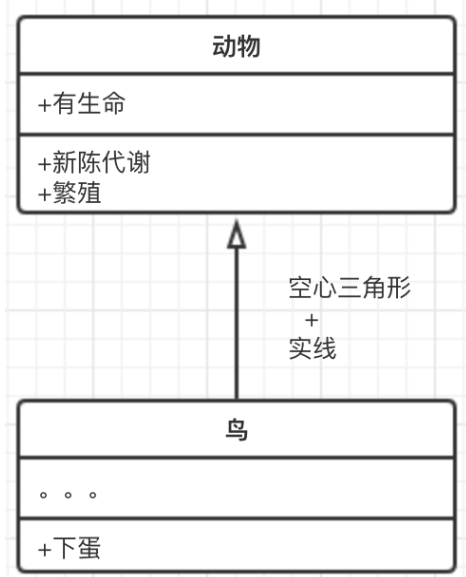 动物
+有生命
+新陈代谢
+繁殖
空心三角形
+
实线
鸟
。。。
+下蛋